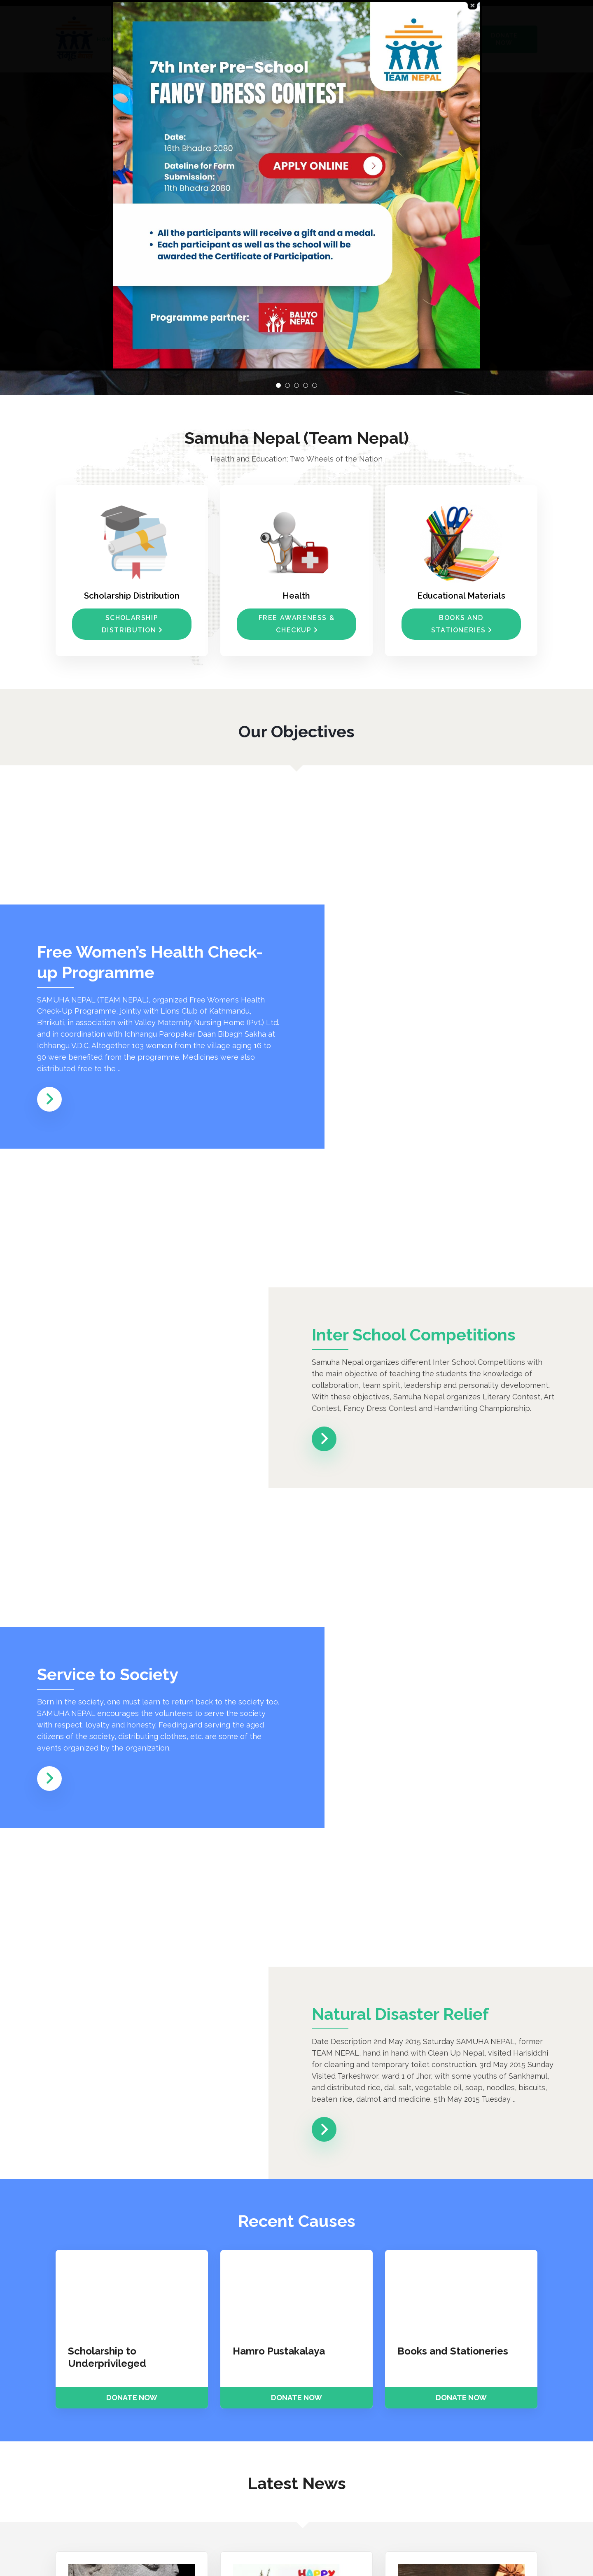 TEAM NEPAL
7th Inter Pre-School
FANCY DRESS CONTEST
Date:
16th Bhadra 2080
Dateline for Form
Submission:
11th Bhadra 2080
APPLY ONLINE
• All the participants will receive a gift and a medal.
• Each participant as well as the school will be
awarded the Certificate of Participation.
Programme partner:
BALIYO
NEPAL
Samuha Nepal (Team Nepal)
Health and Education; Two Wheels of the Nation
Scholarship Distribution
SCHOLARSHIP
DISTRIBUTION
Health
FREE AWARENESS &
CHECKUP
Educational Materials
BOOKS AND
STATIONERIES
Our Objectives
Free Women's Health Check-
up Programme
SAMUHA NEPAL (TEAM NEPAL), organized Free Women's Health
Check-Up Programme, jointly with Lions Club of Kathmandu,
Bhrikuti, in association with Valley Maternity Nursing Home (Pvt.) Ltd.
and in coordination with Ichhangu Paropakar Daan Bibagh Sakha at
Ichhangu V.D.C. Altogether 103 women from the village aging 16 to
90 were benefited from the programme. Medicines were also
distributed free to the …
Inter School Competitions
Samuha Nepal organizes different Inter School Competitions with
the main objective of teaching the students the knowledge of
collaboration, team spirit, leadership and personality development.
With these objectives, Samuha Nepal organizes Literary Contest, Art
Contest, Fancy Dress Contest and Handwriting Championship.
Service to Society
Born in the society, one must learn to return back to the society too.
SAMUHA NEPAL encourages the volunteers to serve the society
with respect, loyalty and honesty. Feeding and serving the aged
citizens of the society, distributing clothes, etc. are some of the
events organized by the organization.
Natural Disaster Relief
Date Description 2nd May 2015 Saturday SAMUHA NEPAL, former
TEAM NEPAL, hand in hand with Clean Up Nepal, visited Harisiddhi
for cleaning and temporary toilet construction. 3rd May 2015 Sunday
Visited Tarkeshwor, ward 1 of Jhor, with some youths of Sankhamul,
and distributed rice, dal, salt, vegetable oil, soap, noodles, biscuits,
beaten rice, dalmot and medicine. 5th May 2015 Tuesday …
Recent Causes
Scholarship to
Underprivileged
DONATE NOW
Hamro Pustakalaya
DONATE NOW
Books and Stationeries
DONATE NOW
Latest News
HAPPY